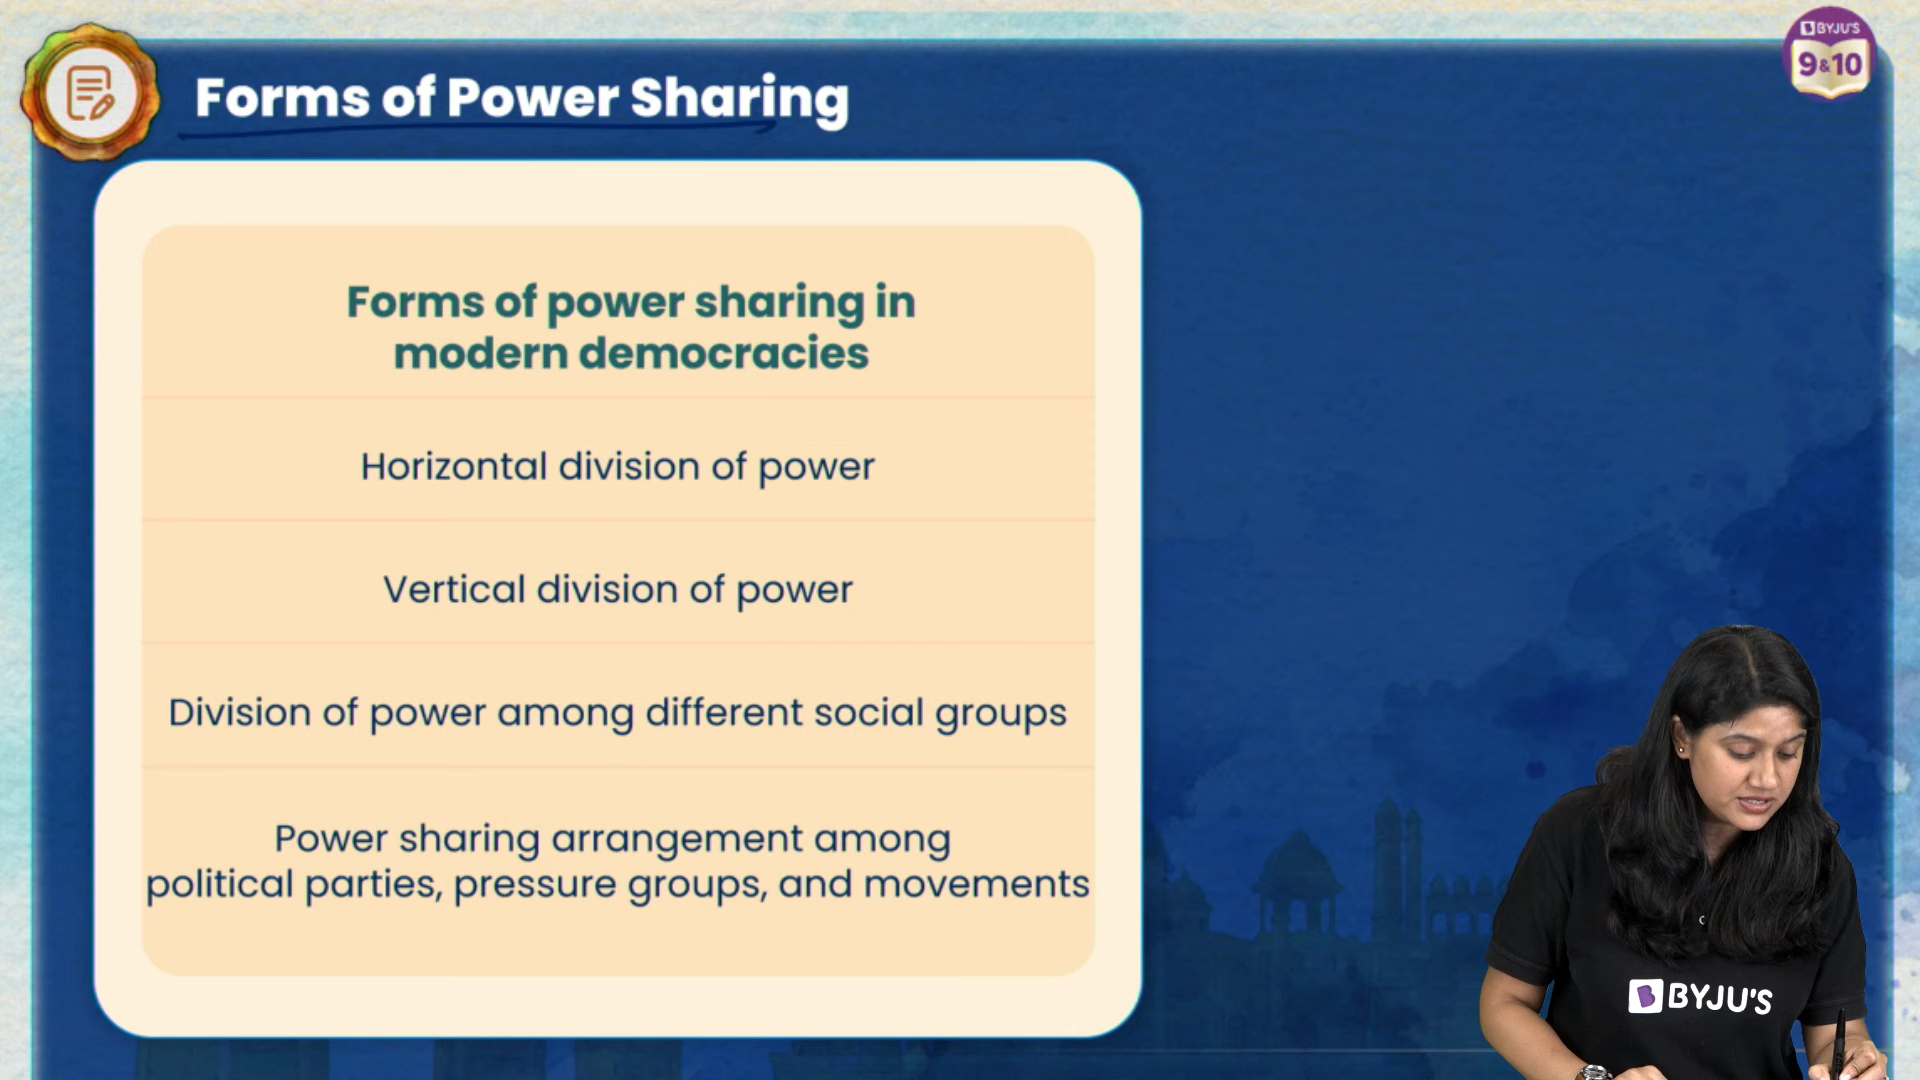 Forms of Power Sharing
BYJU'S
9&10
Forms of power sharing in
modern democracies
Horizontal division of power
Vertical division of power
Division of power among different social groups
Power sharing arrangement among
political parties, pressure groups, and movements
BYJU'S